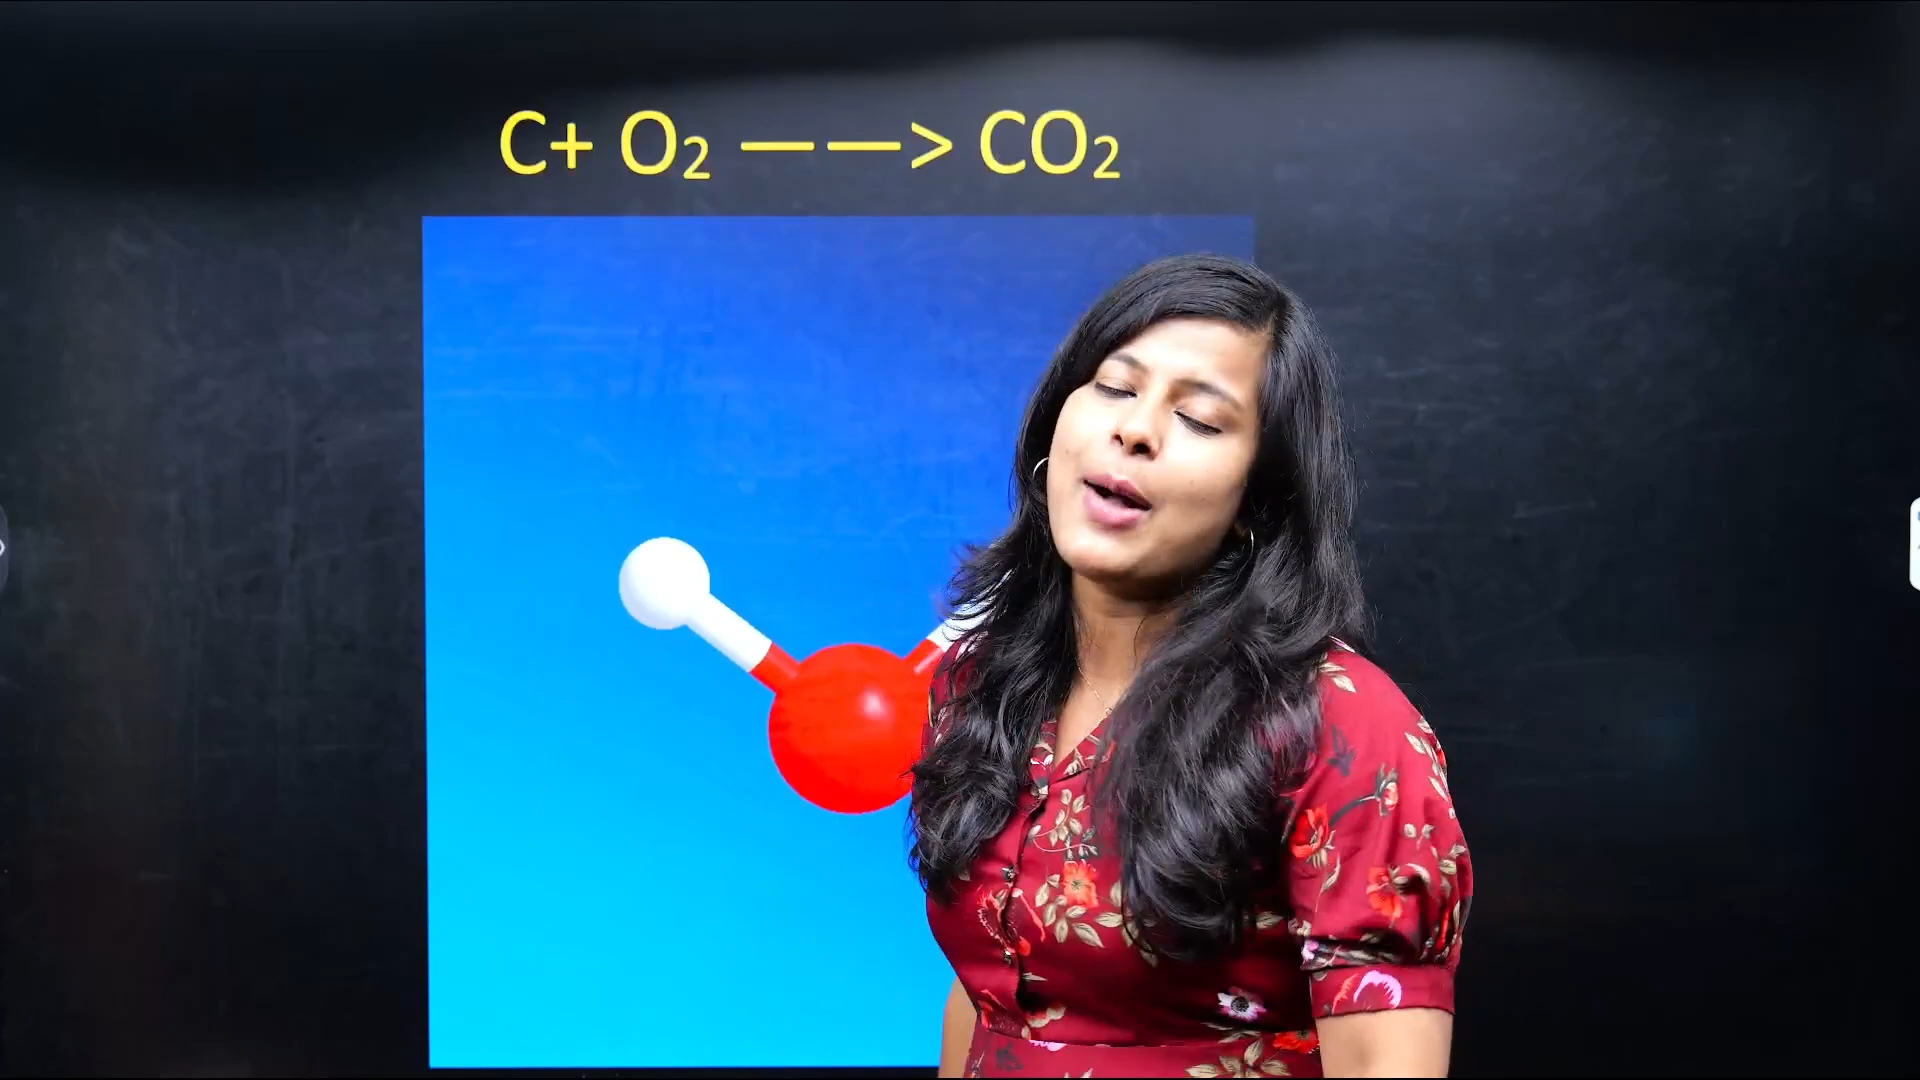 C+ O₂ ——> CO₂